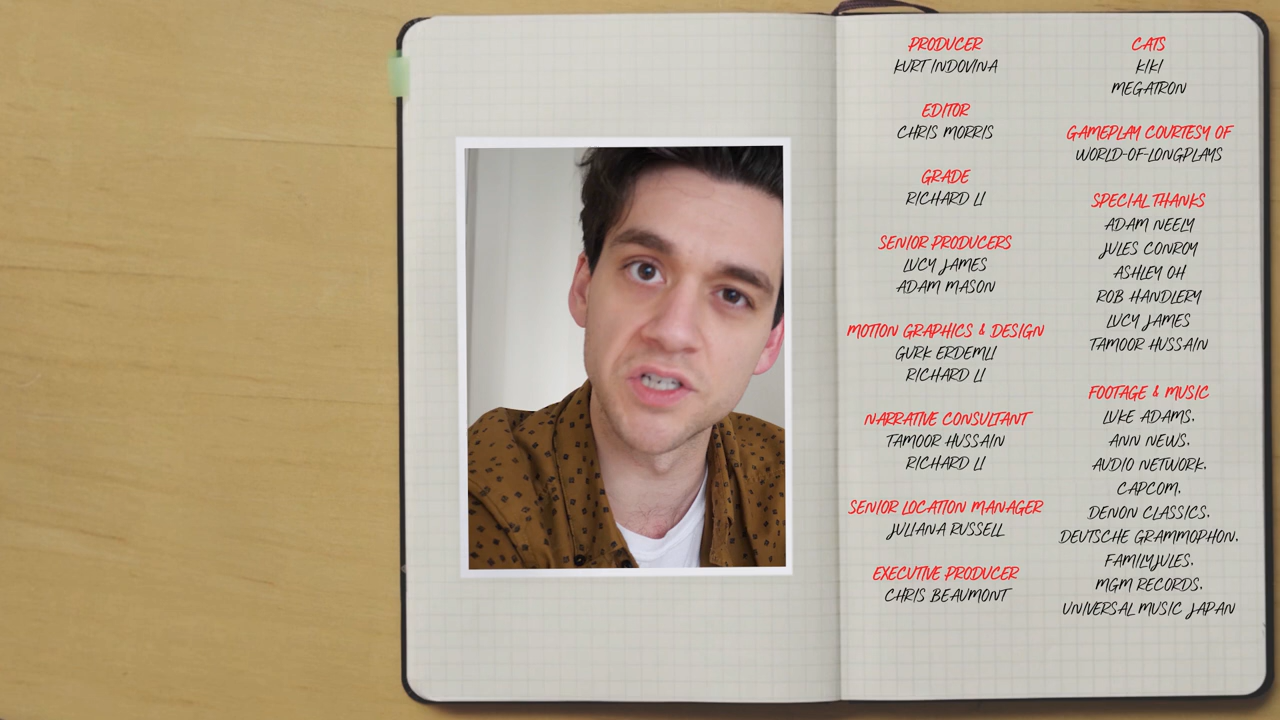 PRODUCER
KURT INDOVINA
EDITOR
CHRIS MORRIS
GRADE
RICHARD LI
SENIOR PRODUCERS
LUCY JAMES
ADAM MASON
MOTION GRAPHICS & DESIGN
GURK ERDEMLI
RICHARD LI
NARRATIVE CONSULTANT
TAMOOR HUSSAIN
RICHARD LI
SENIOR LOCATION MANAGER
JULIANA RUSSELL
EXECUTIVE PRODUCER
CHRIS BEAUMONT
CATS
KIKI
MEGATRON
GAMEPLAY COURTESY OF
WORLD-OF-LONGPLAYS
SPECIAL THANKS
ADAM NEELY
JULES CONROY
ASHLEY OH
ROB HANDLERY
LUCY JAMES
TAMOOR HUSSAIN
FOOTAGE & MUSIC
LUKE ADAMS.
ANN NEWS.
AUDIO NETWORK.
CAPCOM.
DENON CLASSICS.
DEUTSCHE GRAMMOPHON.
FAMILYJULES.
MGM RECORDS.
UNIVERSAL MUSIC JAPAN